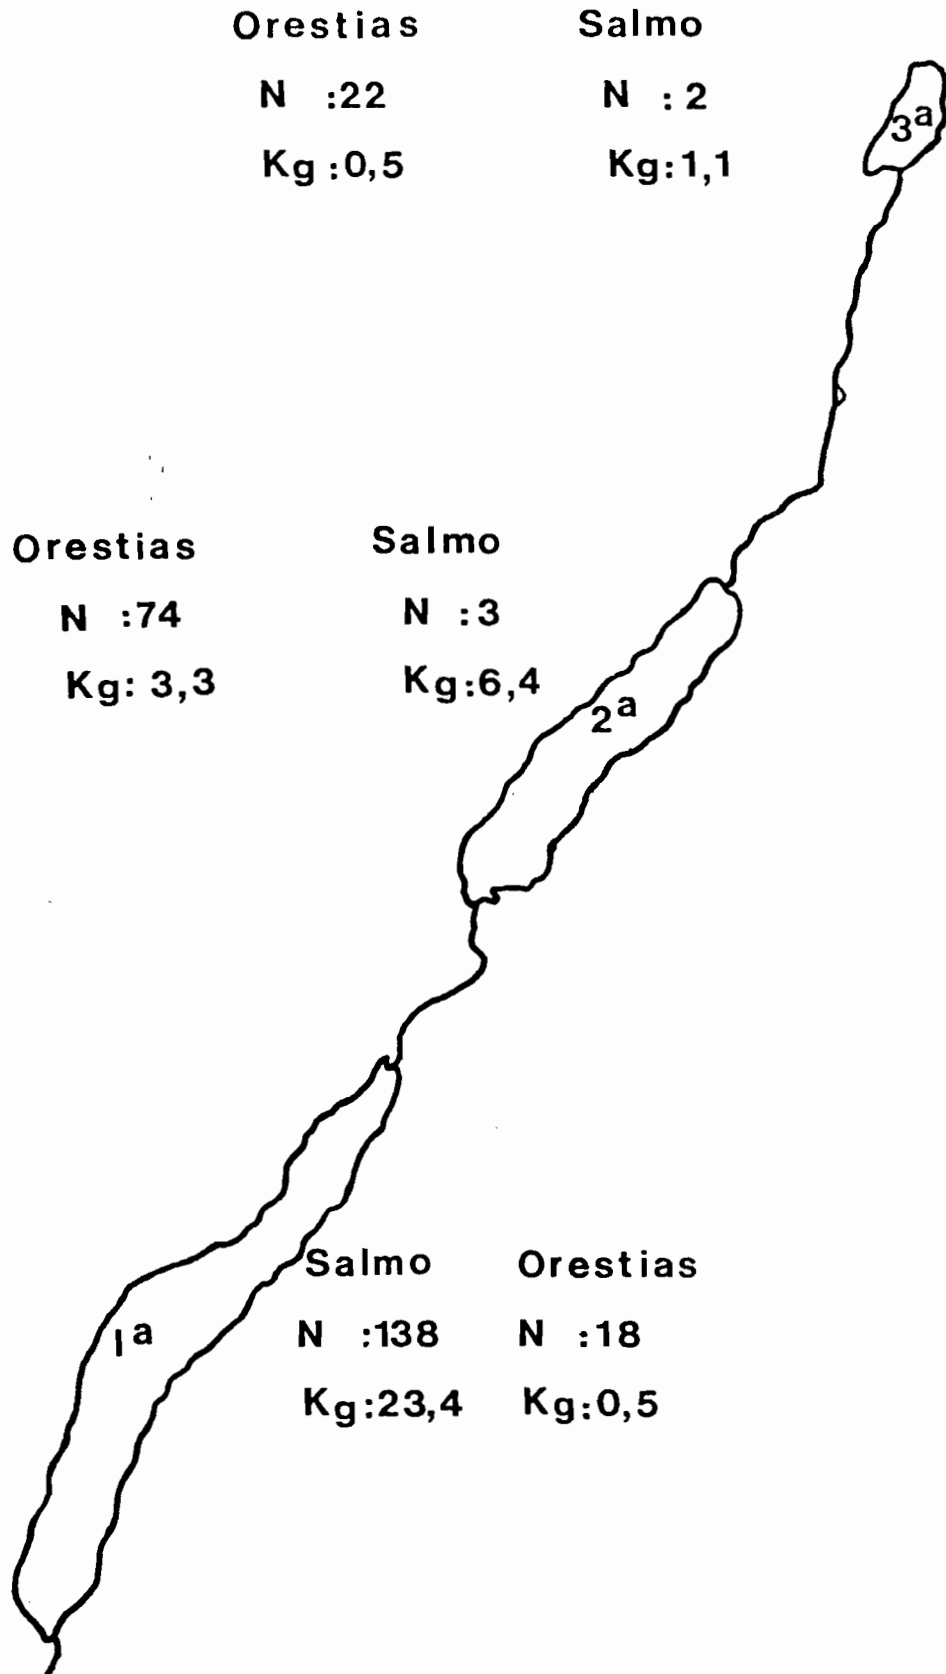 Orestias Salmo
N :22 N :2
Kg :0,5 Kg:1,1
3a
Orestias Salmo
N :74 N :3
Kg: 3,3 Kg:6,4
2a
Salmo Orestias
1a N :138 N :18
Kg:23,4 Kg:0,5